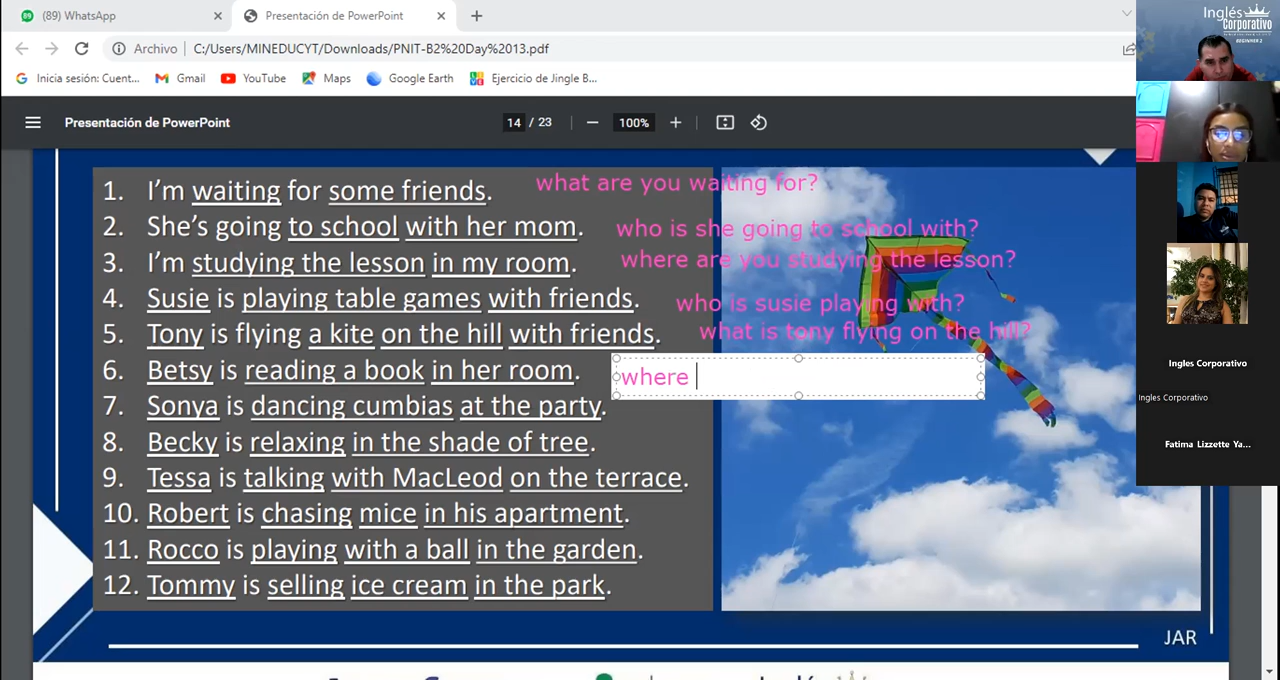 (89) WhatsApp
Presentación de PowerPoint
Archivo C:/Users/MINEDUCYT/Downloads/PNIT-B2%20Day%2013.pdf
Inicia sesión: Cuent... Gmail YouTube Maps Google Earth Ejercicio de Jingle B...
Presentación de PowerPoint 14 / 23 100%
1. I'm waiting for some friends. what are you waiting for?
2. She's going to school with her mom. who is she going to school with?
3. I'm studying the lesson in my room. where are you studying the lesson?
4. Susie is playing table games with friends. who is susie playing with?
5. Tony is flying a kite on the hill with friends. what is tony flying on the hill?
6. Betsy is reading a book in her room. where
7. Sonya is dancing cumbias at the party.
8. Becky is relaxing in the shade of tree.
9. Tessa is talking with MacLeod on the terrace.
10. Robert is chasing mice in his apartment.
11. Rocco is playing with a ball in the garden.
12. Tommy is selling ice cream in the park.
JAR
Inglés
Corporativo
BEGINNER 2
Ingles Corporativo
Ingles Corporativo
Fatima Lizzette Ya...